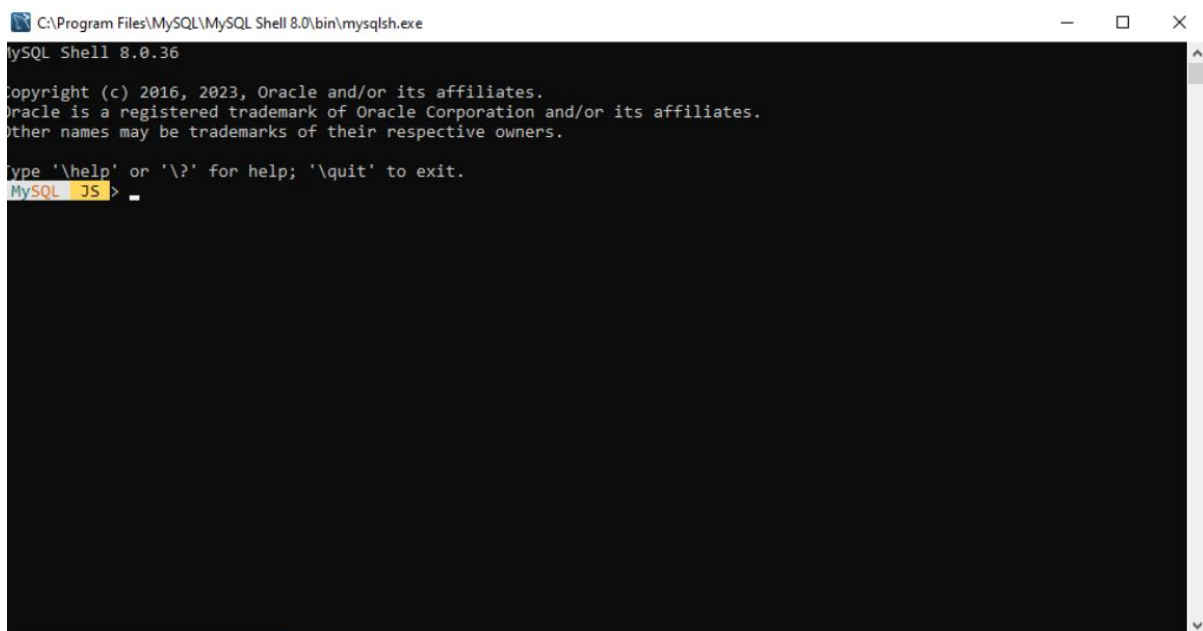 C:\Program Files\MySQL\MySQL Shell 8.0\bin\mysqlsh.exe
MySQL Shell 8.0.36
Copyright (c) 2016, 2023, Oracle and/or its affiliates.
Oracle is a registered trademark of Oracle Corporation and/or its affiliates.
Other names may be trademarks of their respective owners.
Type '\help' or '\?' for help; '\quit' to exit.
MySQL JS >